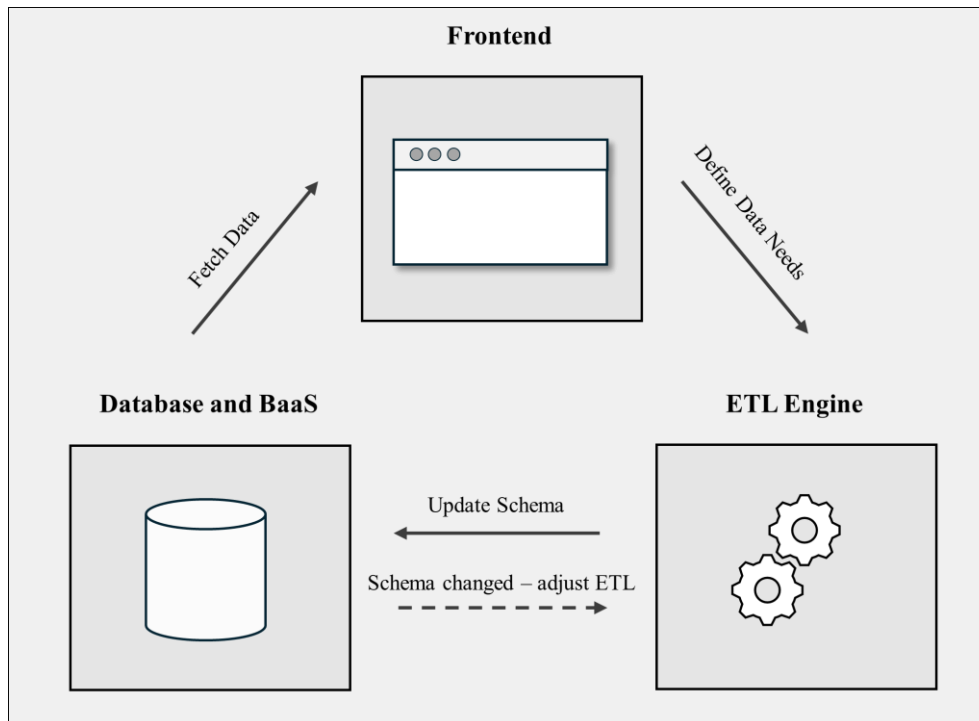 Frontend
Fetch Data
Define Data Needs
Database and BaaS
ETL Engine
Update Schema
Schema changed – adjust ETL